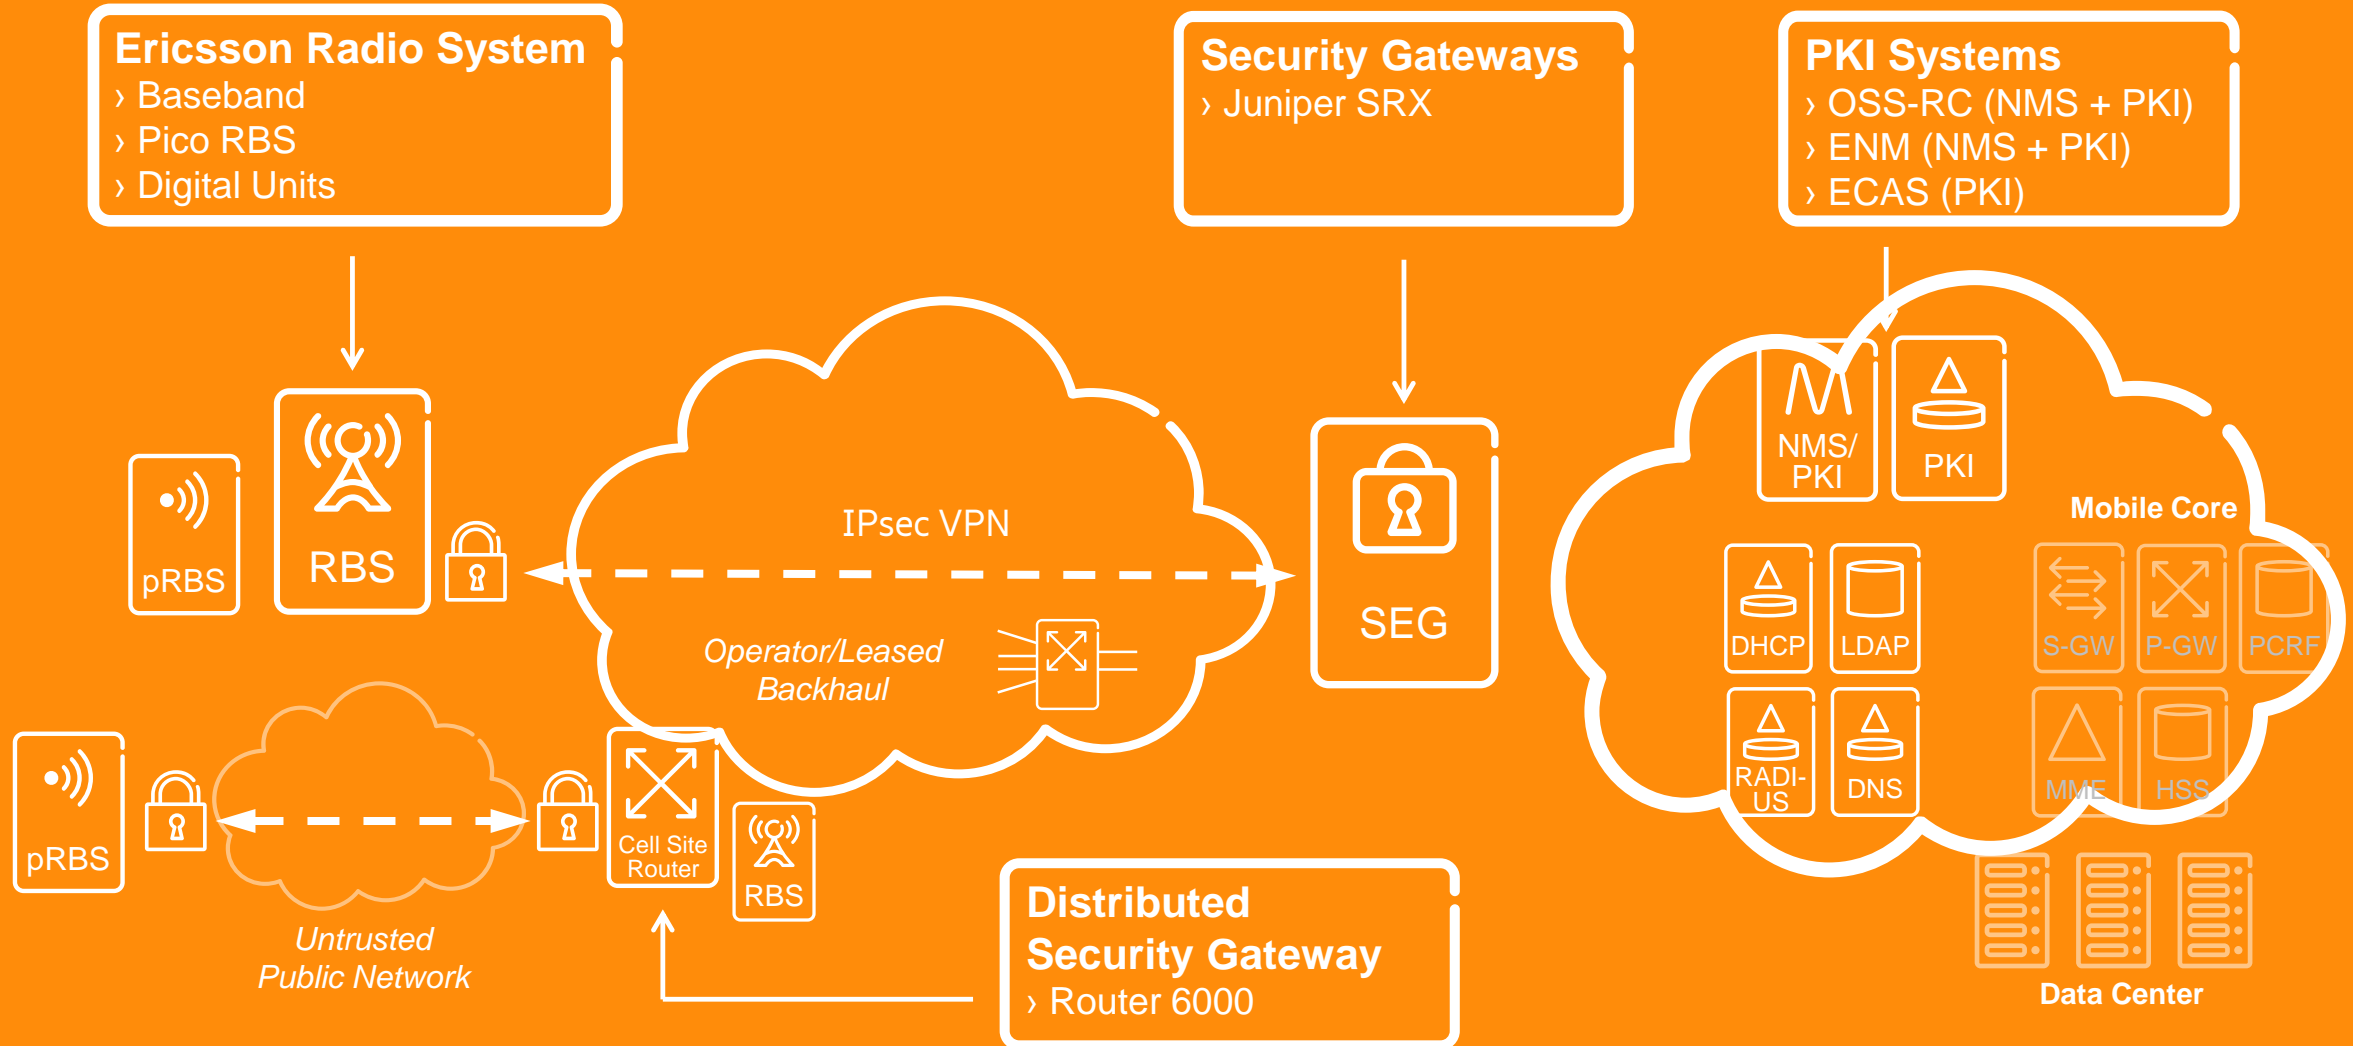 Ericsson Radio System
› Baseband
› Pico RBS
› Digital Units
Security Gateways
› Juniper SRX
PKI Systems
› OSS-RC (NMS + PKI)
› ENM (NMS + PKI)
› ECAS (PKI)
NMS/
PKI
PKI
pRBS
RBS
IPsec VPN
Operator/Leased
Backhaul
SEG
Mobile Core
DHCP
LDAP
S-GW
P-GW
PCRF
RADI-
US
DNS
MME
HSS
pRBS
Untrusted
Public Network
Cell Site
Router
RBS
Distributed
Security Gateway
› Router 6000
Data Center